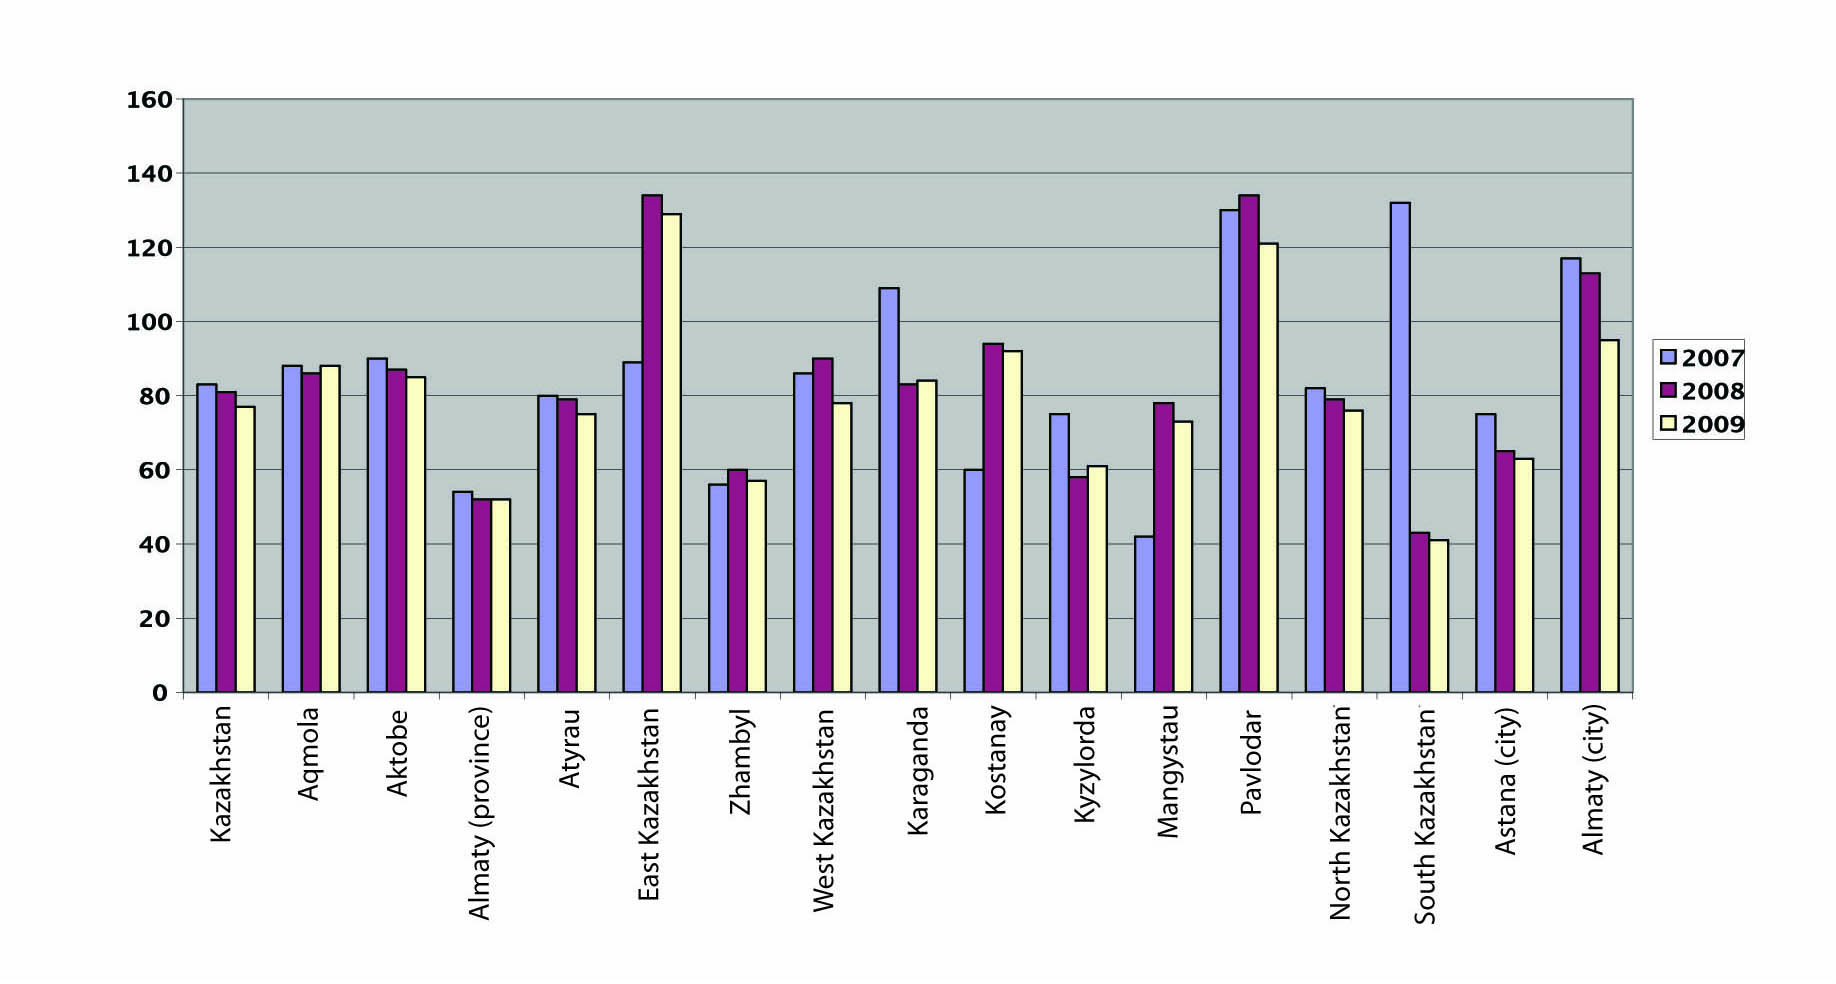 160
140
120
100
80
60
40
20
0
2007
2008
2009
Kazakhstan
Aqmola
Aktobe
Almaty (province)
Atyrau
East Kazakhstan
Zhambyl
West Kazakhstan
Karaganda
Kostanay
Kyzylorda
Mangystau
Pavlodar
North Kazakhstan
South Kazakhstan
Astana (city)
Almaty (city)